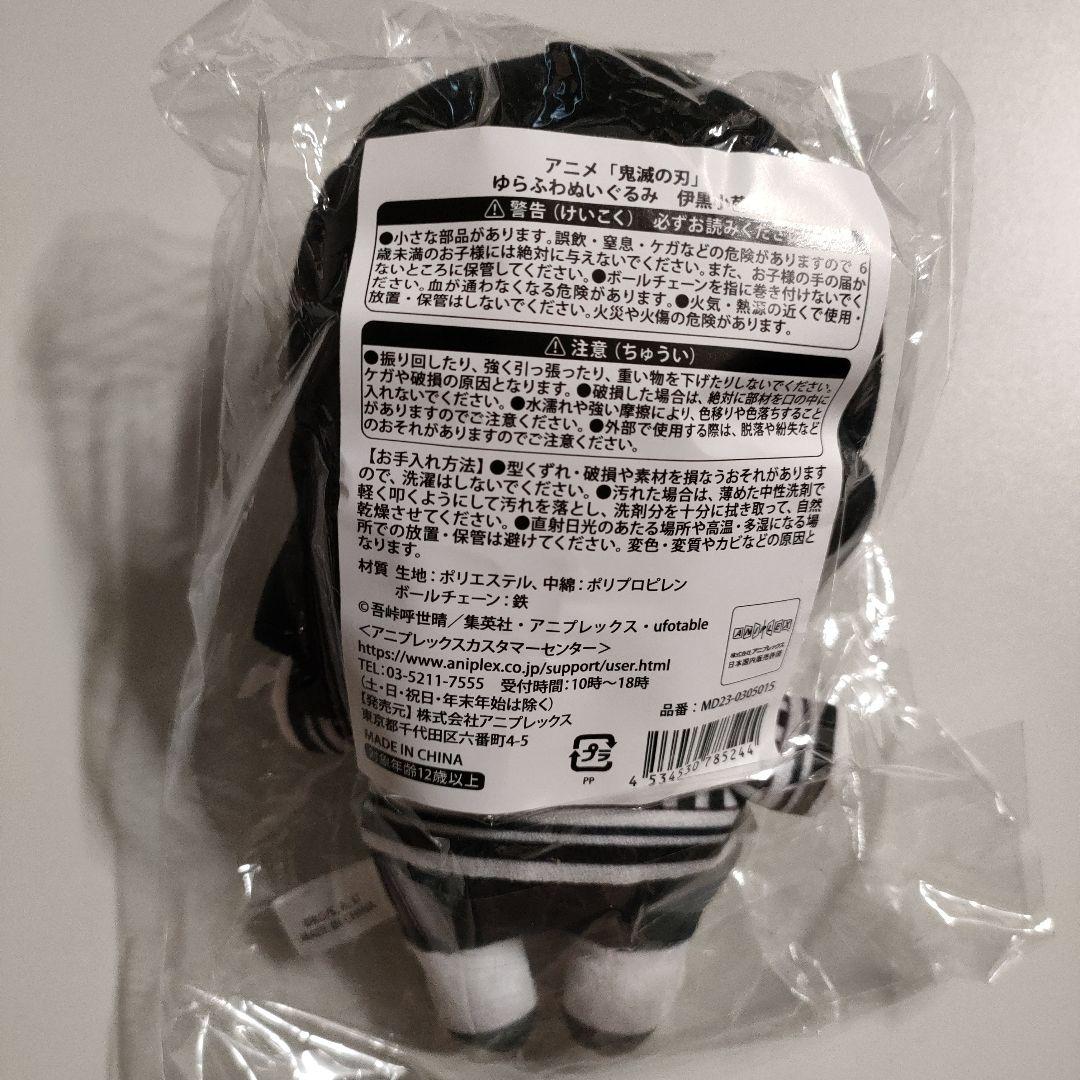 アニメ「鬼滅の刃」
ゆらふわぬいぐるみ 伊黒小芭
警告（けいこく） 必ずお読みくださ
●小さな部品があります。誤飲・窒息・ケガなどの危険がありますので6
歳未満のお子様には絶対に与えないでください。また、お子様の手の届か
ないところに保管してください。●ボールチェーンを指に巻き付けないでく
ださい。血が通わなくなる危険があります。●火気・熱源の近くで使用・
放置・保管はしないでください。火災や火傷の危険があります。
注意（ちゅうい）
●振り回したり、強く引っ張ったり、重い物を下げたりしないでください。
ケガや破損の原因となります。●破損した場合は、絶対に部材を口の中に
入れないでください。●水濡れや強い摩擦により、色移りや色落ちすること
がありますのでご注意ください。●外部で使用する際は、脱落や紛失など
のおそれがありますのでご注意ください。
【お手入れ方法】●型くずれ・破損や素材を損なうおそれがあります
ので、洗濯はしないでください。●汚れた場合は、薄めた中性洗剤で
軽く叩くようにして汚れを落とし、洗剤分を十分に拭き取って、自然
乾燥させてください。●直射日光のあたる場所や高温・多湿になる場
所での放置・保管は避けてください。変色・変質やカビなどの原因と
なります。
材質 生地：ポリエステル、中綿：ポリプロピレン
ボールチェーン：鉄
©吾峠呼世晴／集英社・アニプレックス・ufotable
＜アニプレックスカスタマーセンター＞
https://www.aniplex.co.jp/support/user.html
TEL：03-5211-7555 受付時間：10時～18時
（土・日・祝日・年末年始は除く）
【発売元】株式会社アニプレックス
東京都千代田区六番町4-5
MADE IN CHINA
対象年齢12歳以上
プラ
PP
ANIPLEX
株式会社アニプレックス
日本国内販売許諾
品番：MD23-0305015
4 534530 785244
MADE IN CHINA